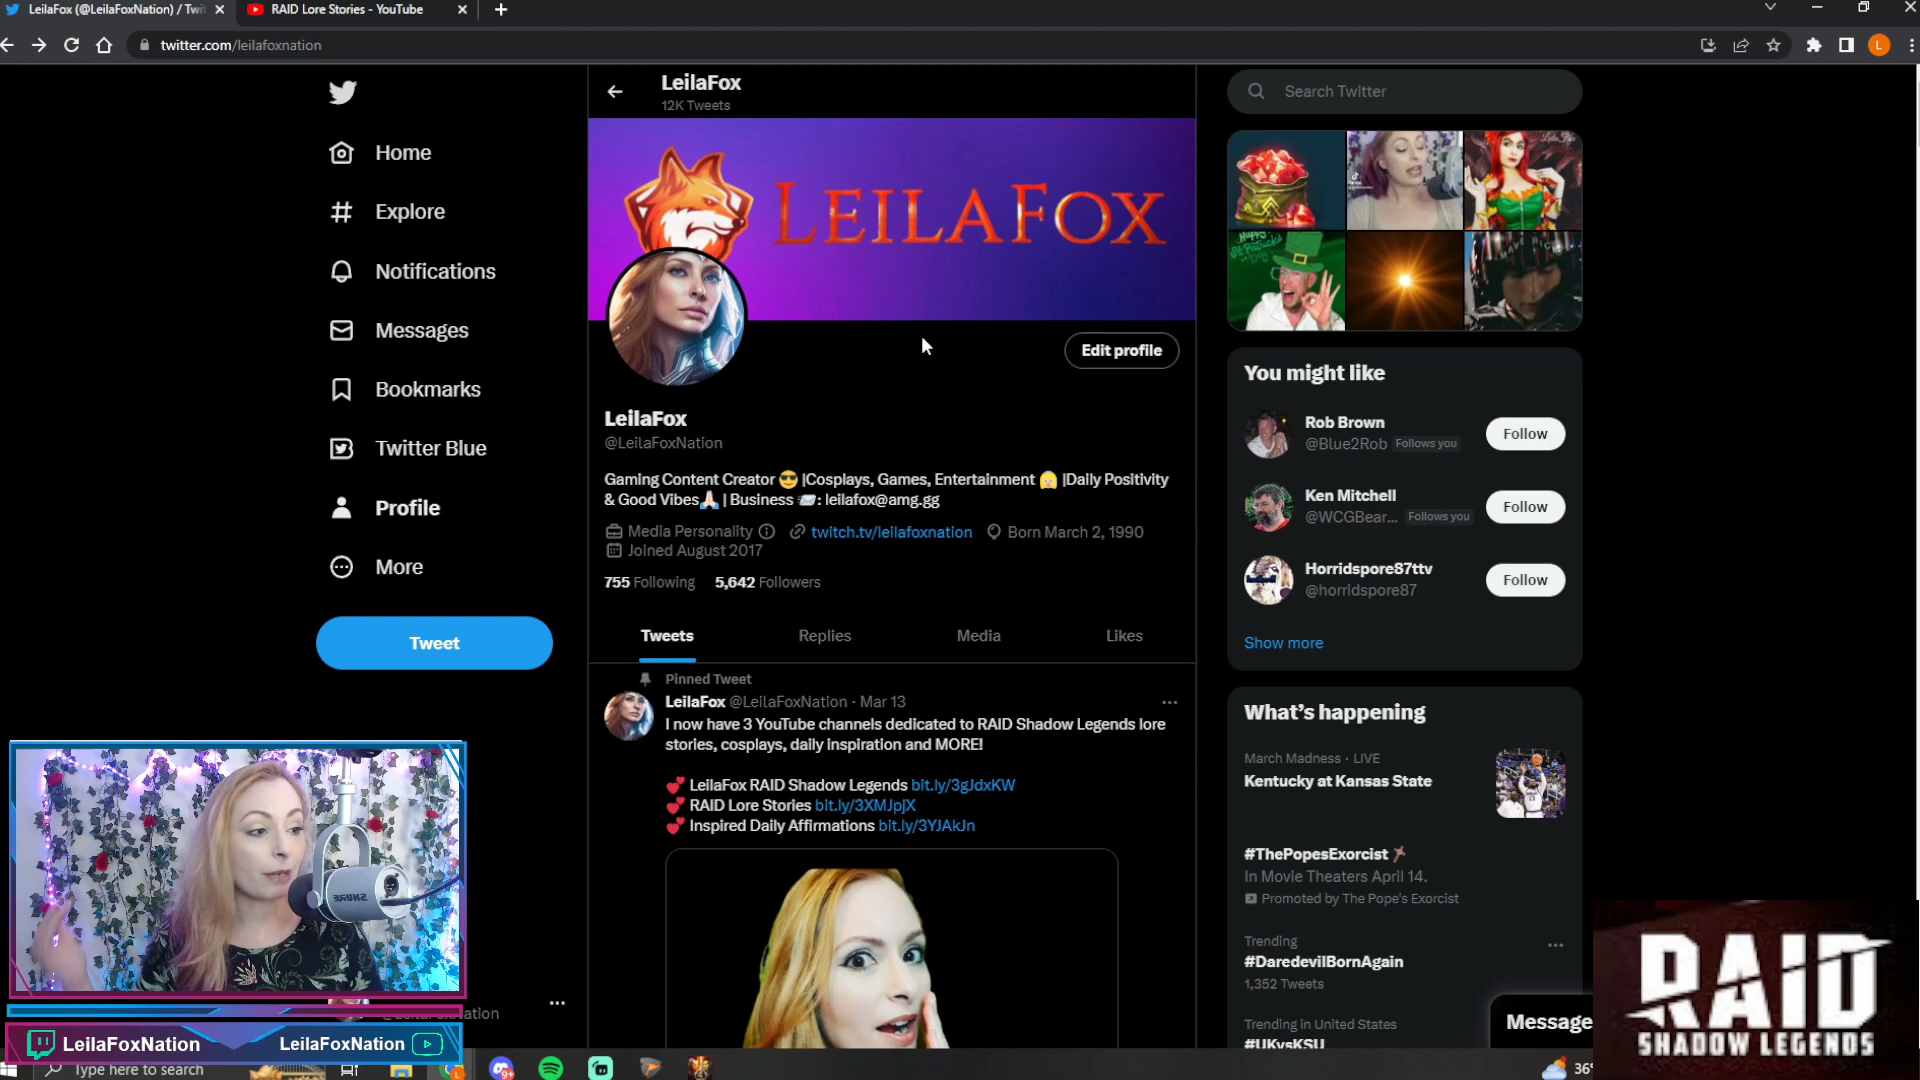 LeilaFox (@LeilaFoxNation) / Twit
RAID Lore Stories - YouTube
twitter.com/leilafoxnation
L
LeilaFox
12K Tweets
Search Twitter
Home
Explore
Notifications
Messages
Bookmarks
Twitter Blue
Profile
More
Tweet
LEILAFOX
Edit profile
LeilaFox
@LeilaFoxNation
Gaming Content Creator 😎 |Cosplays, Games, Entertainment 👱‍♀️ |Daily Positivity
& Good Vibes🙏🏻 | Business 📨: leilafox@amg.gg
Media Personality
twitch.tv/leilafoxnation
Born March 2, 1990
Joined August 2017
755 Following 5,642 Followers
Tweets
Replies
Media
Likes
Pinned Tweet
LeilaFox @LeilaFoxNation · Mar 13
I now have 3 YouTube channels dedicated to RAID Shadow Legends lore
stories, cosplays, daily inspiration and MORE!
💕 LeilaFox RAID Shadow Legends bit.ly/3gJdxKW
💕 RAID Lore Stories bit.ly/3XMJpjX
💕 Inspired Daily Affirmations bit.ly/3YJAkJn
HAPPY
You might like
Rob Brown
@Blue2Rob Follows you
Follow
Ken Mitchell
@WCGBear... Follows you
Follow
Horridspore87ttv
@horridspore87
Follow
Show more
What's happening
March Madness · LIVE
Kentucky at Kansas State
#ThePopesExorcist
In Movie Theaters April 14.
Promoted by The Pope's Exorcist
Trending
#DaredevilBornAgain
1,352 Tweets
Trending in United States
#UKvsKSU
Message
SHURE
@LeilaFoxNation
LeilaFoxNation
LeilaFoxNation
Type here to search
9+
36°
RAID
SHADOW LEGENDS